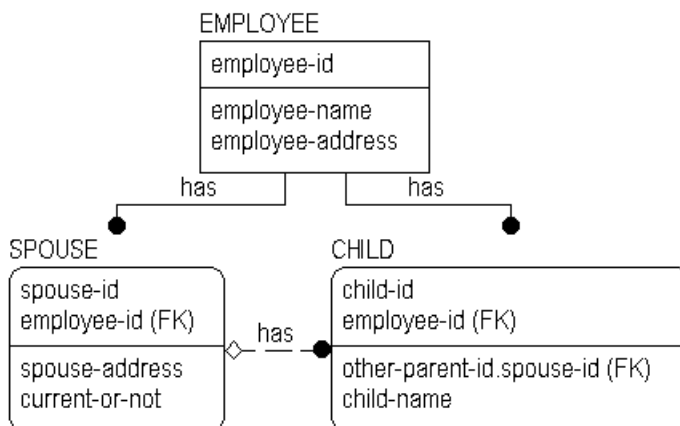 EMPLOYEE
employee-id
employee-name
employee-address
has
has
SPOUSE
spouse-id
employee-id (FK)
spouse-address
current-or-not
has
CHILD
child-id
employee-id (FK)
other-parent-id.spouse-id (FK)
child-name